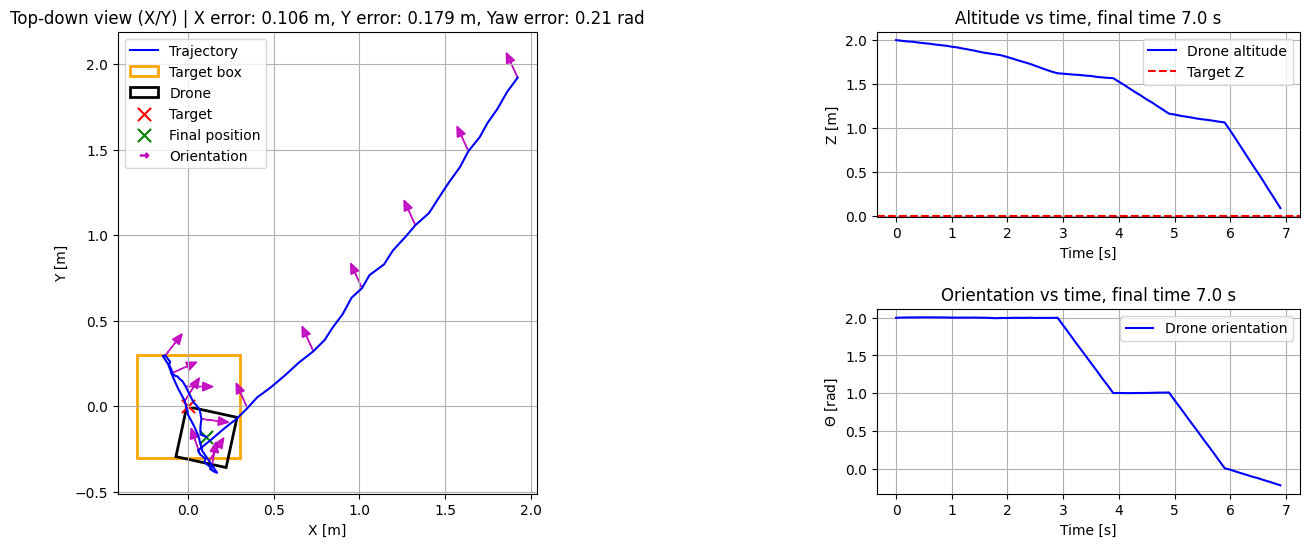 Top-down view (X/Y) | X error: 0.106 m, Y error: 0.179 m, Yaw error: 0.21 rad
Trajectory
Target box
Drone
Target
Final position
Orientation
2.0
1.5
1.0
0.5
0.0
−0.5
Y [m]
0.0
0.5
1.0
1.5
2.0
X [m]
Altitude vs time, final time 7.0 s
Drone altitude
Target Z
2.0
1.5
1.0
0.5
0.0
Z [m]
0
1
2
3
4
5
6
7
Time [s]
Orientation vs time, final time 7.0 s
Drone orientation
2.0
1.5
1.0
0.5
0.0
Θ [rad]
0
1
2
3
4
5
6
7
Time [s]